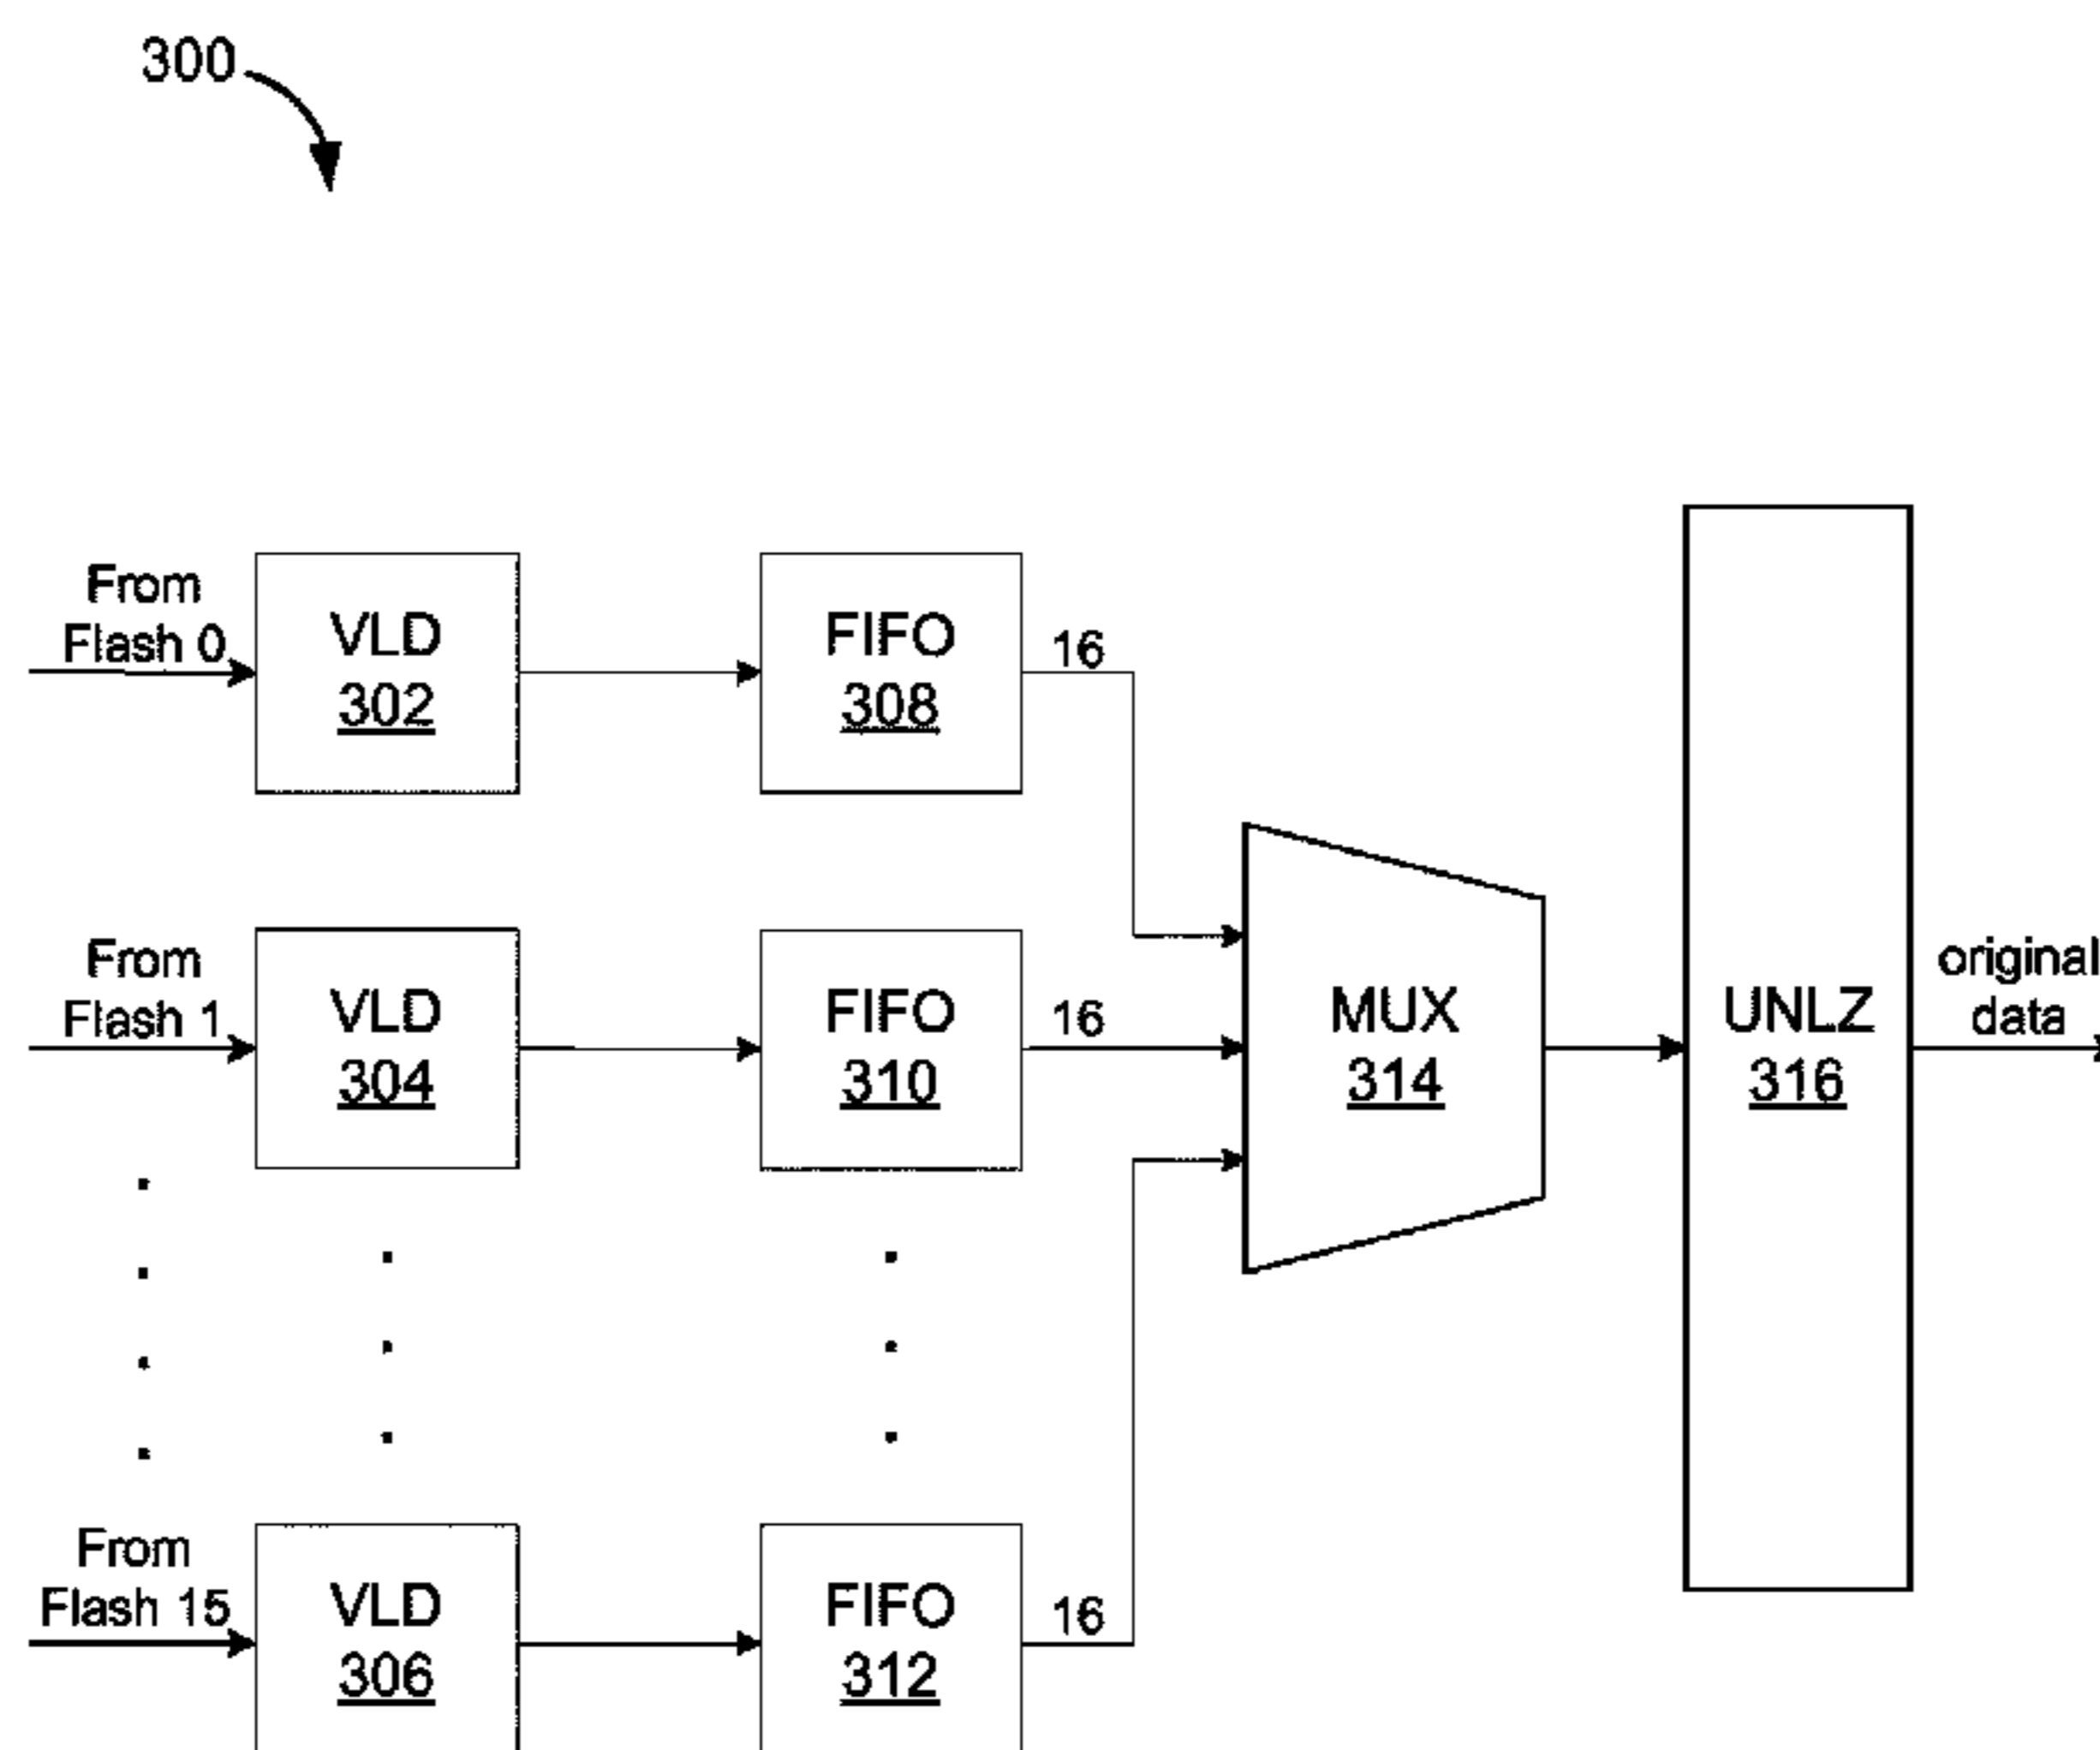 300
From
Flash 0
VLD
302
FIFO
308
16
From
Flash 1
VLD
304
FIFO
310
16
MUX
314
UNLZ
316
original
data
From
Flash 15
VLD
306
FIFO
312
16